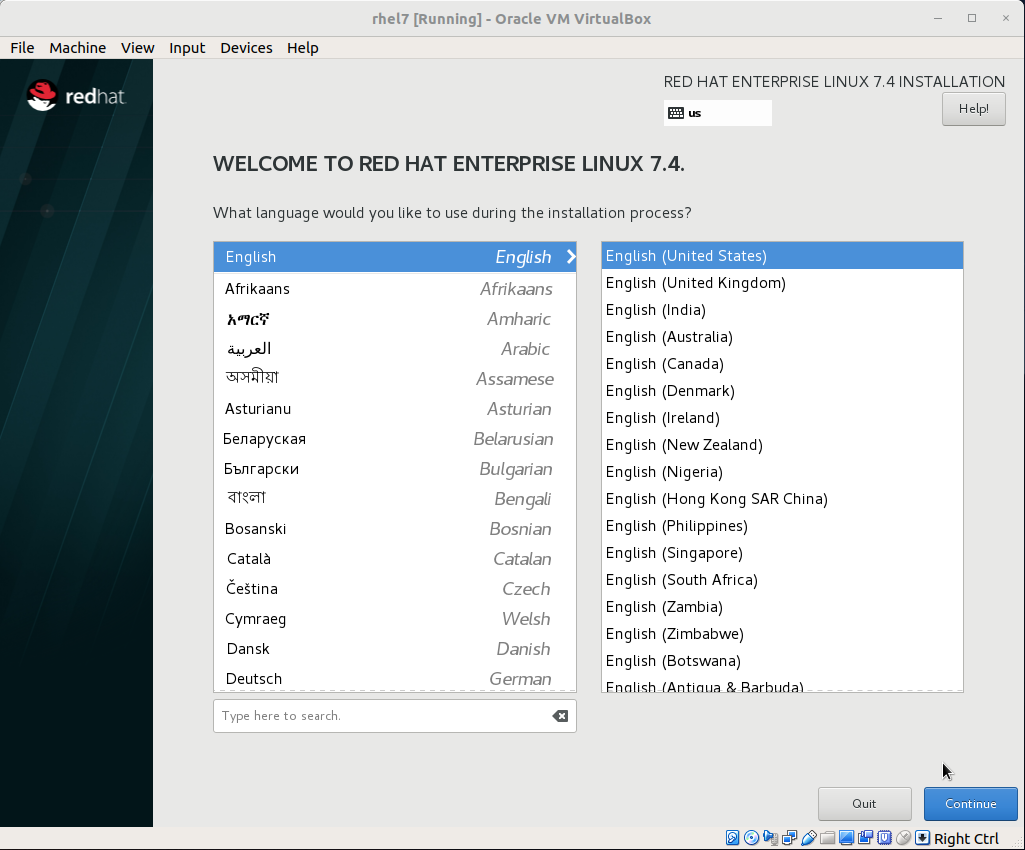 rhel7 [Running] - Oracle VM VirtualBox
File Machine View Input Devices Help
redhat
RED HAT ENTERPRISE LINUX 7.4 INSTALLATION
us
Help!
WELCOME TO RED HAT ENTERPRISE LINUX 7.4.
What language would you like to use during the installation process?
English English
Afrikaans Afrikaans
አማርኛ Amharic
العربية Arabic
অসমীয়া Assamese
Asturianu Asturian
Беларуская Belarusian
Български Bulgarian
বাংলা Bengali
Bosanski Bosnian
Català Catalan
Čeština Czech
Cymraeg Welsh
Dansk Danish
Deutsch German
English (United States)
English (United Kingdom)
English (India)
English (Australia)
English (Canada)
English (Denmark)
English (Ireland)
English (New Zealand)
English (Nigeria)
English (Hong Kong SAR China)
English (Philippines)
English (Singapore)
English (South Africa)
English (Zambia)
English (Zimbabwe)
English (Botswana)
English (Antigua & Barbuda)
Type here to search.
Quit
Continue
Right Ctrl